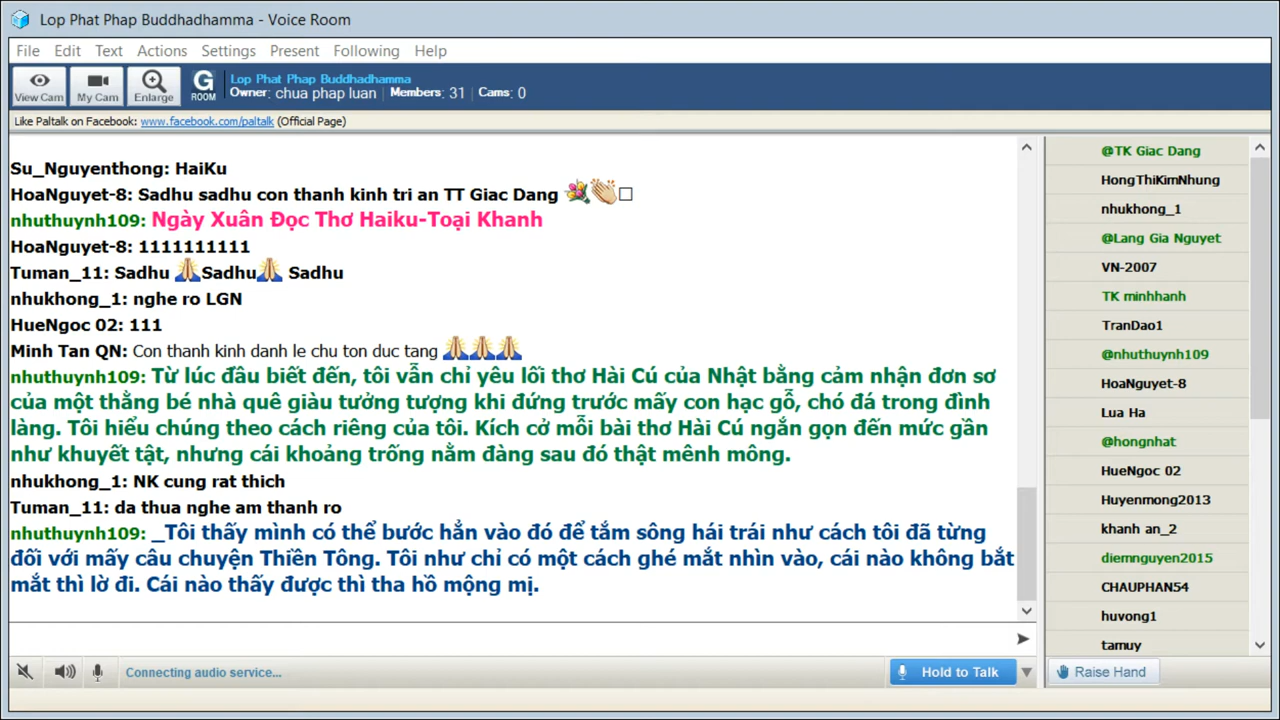 Lop Phat Phap Buddhadhamma - Voice Room
File Edit Text Actions Settings Present Following Help
View Cam My Cam Enlarge G ROOM
Lop Phat Phap Buddhadhamma
Owner: chua phap luan Members: 31 Cams: 0
Like Paltalk on Facebook: www.facebook.com/paltalk (Official Page)
Su_Nguyenthong: HaiKu
HoaNguyet-8: Sadhu sadhu con thanh kinh tri an TT Giac Dang
nhuthuynh109: Ngày Xuân Đọc Thơ Haiku-Toại Khanh
HoaNguyet-8: 1111111111
Tuman_11: Sadhu Sadhu Sadhu
nhukhong_1: nghe ro LGN
HueNgoc 02: 111
Minh Tan QN: Con thanh kinh danh le chu ton duc tang
nhuthuynh109: Từ lúc đầu biết đến, tôi vẫn chỉ yêu lối thơ Hài Cú của Nhật bằng cảm nhận đơn sơ
của một thằng bé nhà quê giàu tưởng tượng khi đứng trước mấy con hạc gỗ, chó đá trong đình
làng. Tôi hiểu chúng theo cách riêng của tôi. Kích cở mỗi bài thơ Hài Cú ngắn gọn đến mức gần
như khuyết tật, nhưng cái khoảng trống nằm đàng sau đó thật mênh mông.
nhukhong_1: NK cung rat thich
Tuman_11: da thua nghe am thanh ro
nhuthuynh109: _Tôi thấy mình có thể bước hẳn vào đó để tắm sông hái trái như cách tôi đã từng
đối với mấy câu chuyện Thiền Tông. Tôi như chỉ có một cách ghé mắt nhìn vào, cái nào không bắt
mắt thì lờ đi. Cái nào thấy được thì tha hồ mộng mị.
Connecting audio service...
Hold to Talk
@TK Giac Dang
HongThiKimNhung
nhukhong_1
@Lang Gia Nguyet
VN-2007
TK minhhanh
TranDao1
@nhuthuynh109
HoaNguyet-8
Lua Ha
@hongnhat
HueNgoc 02
Huyenmong2013
khanh an_2
diemnguyen2015
CHAUPHAN54
huvong1
tamuy
Raise Hand